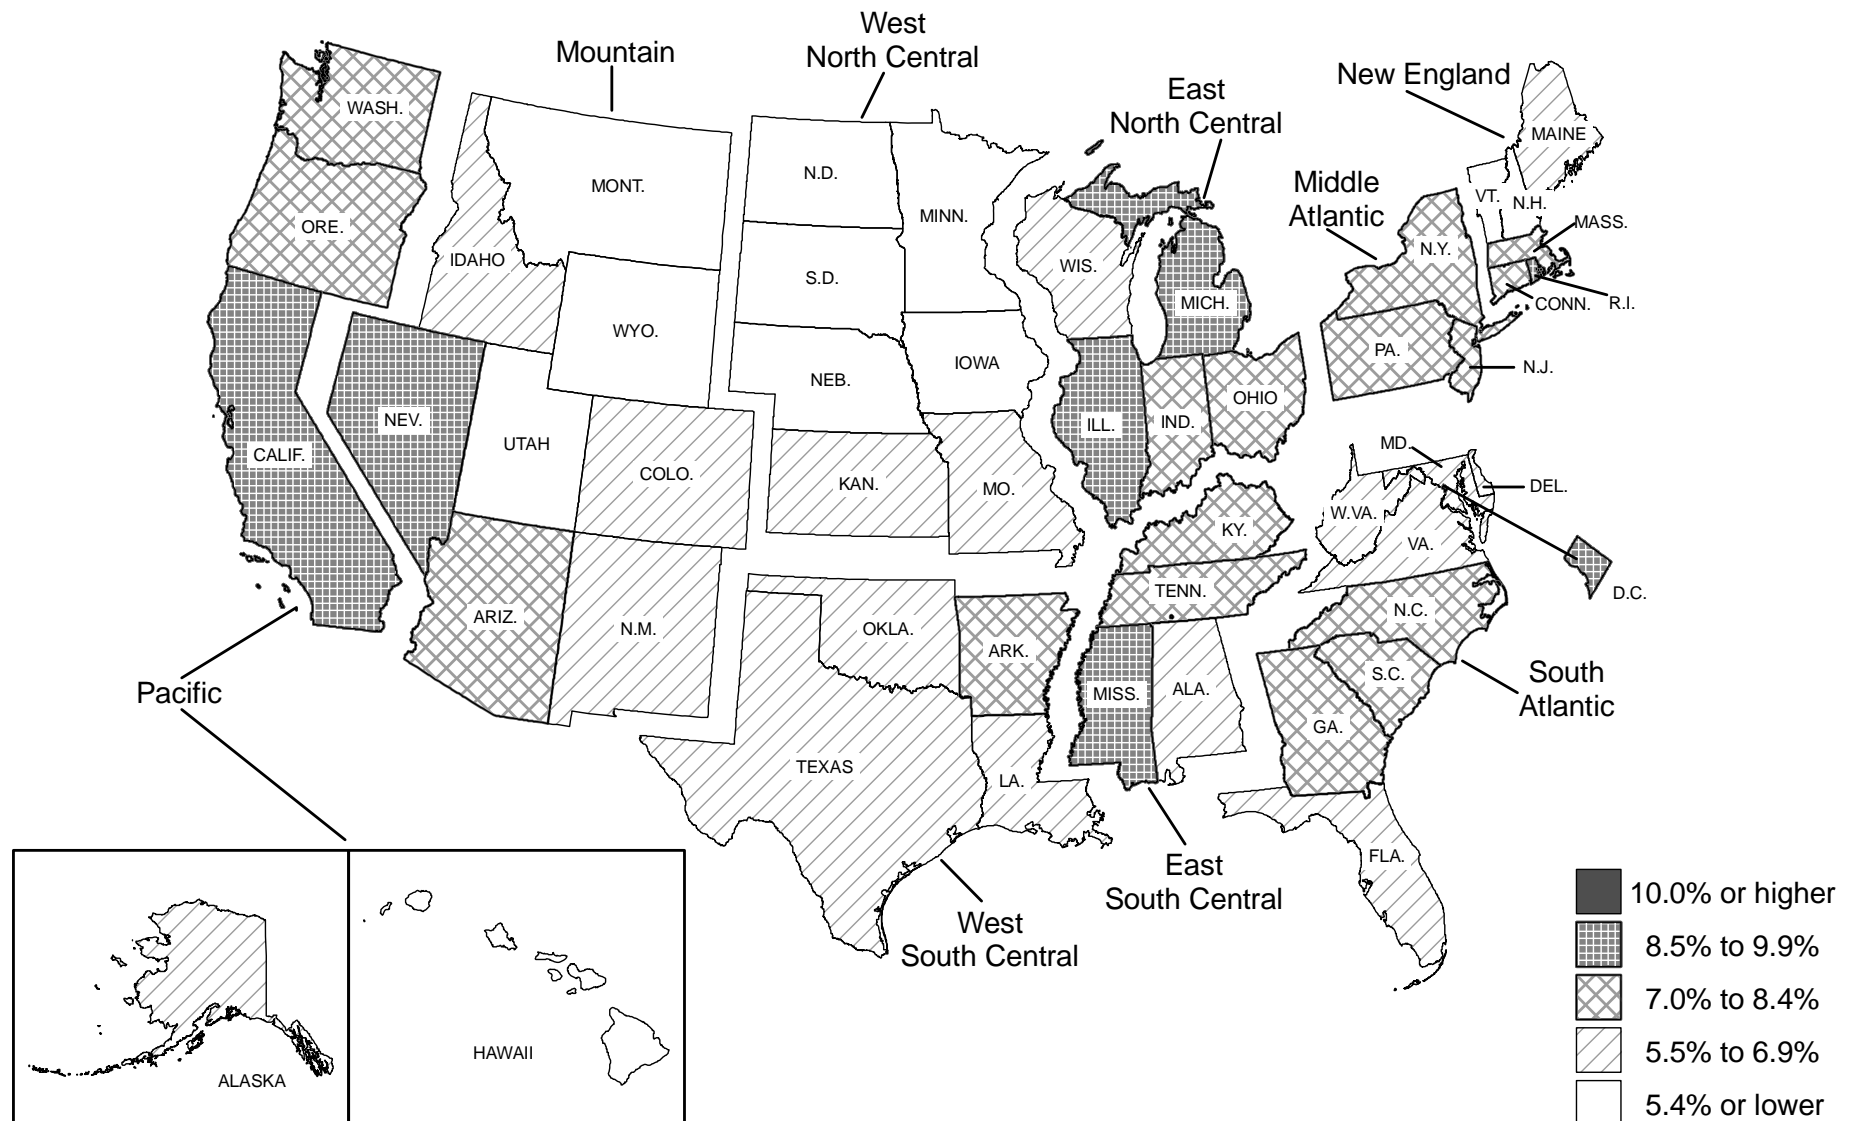 West
North Central
Mountain
New England
East
North Central
WASH.
MAINE
MONT.
N.D.
Middle
Atlantic
VT.
N.H.
MINN.
MASS.
ORE.
N.Y.
IDAHO
WIS.
S.D.
MICH.
CONN.
R.I.
WYO.
PA.
IOWA
N.J.
NEB.
OHIO
NEV.
IND.
ILL.
UTAH
MD.
CALIF.
COLO.
KAN.
MO.
DEL.
W.VA.
KY.
VA.
TENN.
D.C.
N.C.
ARIZ.
N.M.
OKLA.
ARK.
S.C.
South
Atlantic
Pacific
MISS.
ALA.
GA.
TEXAS
LA.
FLA.
East
South Central
West
South Central
10.0% or higher
8.5% to 9.9%
7.0% to 8.4%
5.5% to 6.9%
5.4% or lower
HAWAII
ALASKA